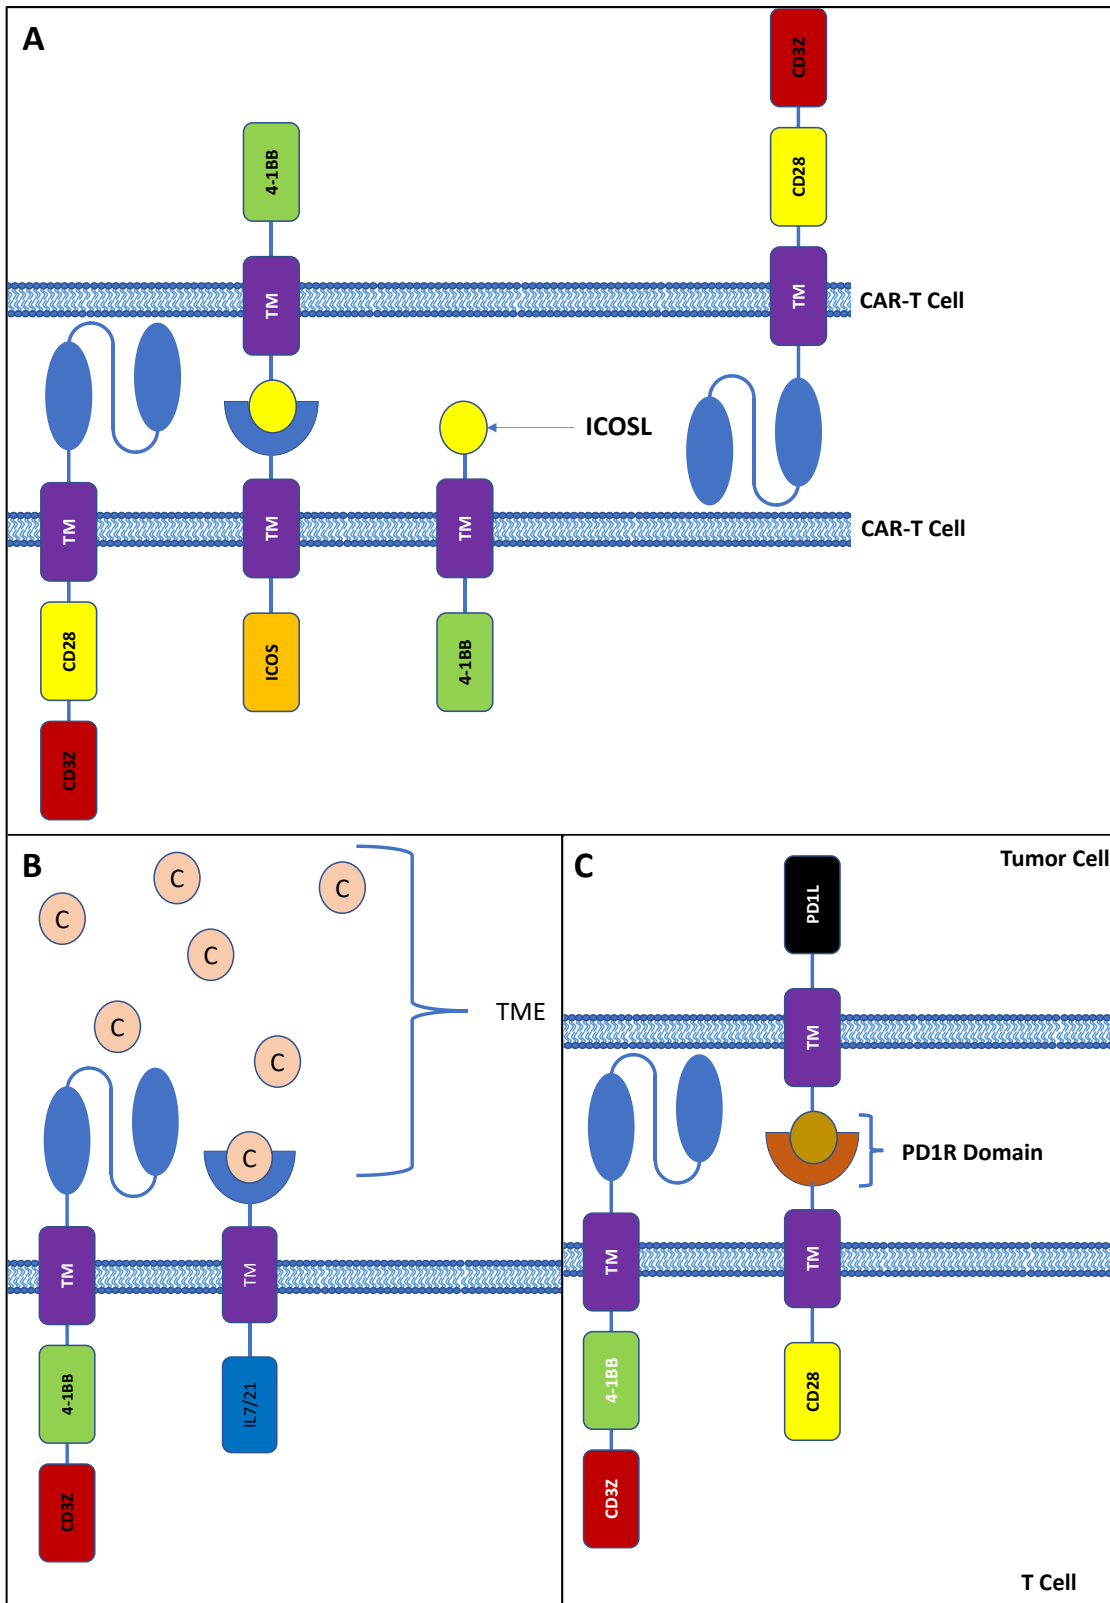 A
CD3Z
4-1BB
CD28
TM
TM
CAR-T Cell
ICOSL
TM
TM
TM
CAR-T Cell
CD28
ICOS
4-1BB
CD3Z
B
C
C
C
C
C
C
C
TME
TM
TM
4-1BB
IL7/21
CD3Z
C
Tumor Cell
PD1L
TM
PD1R Domain
TM
TM
4-1BB
CD28
CD3Z
T Cell